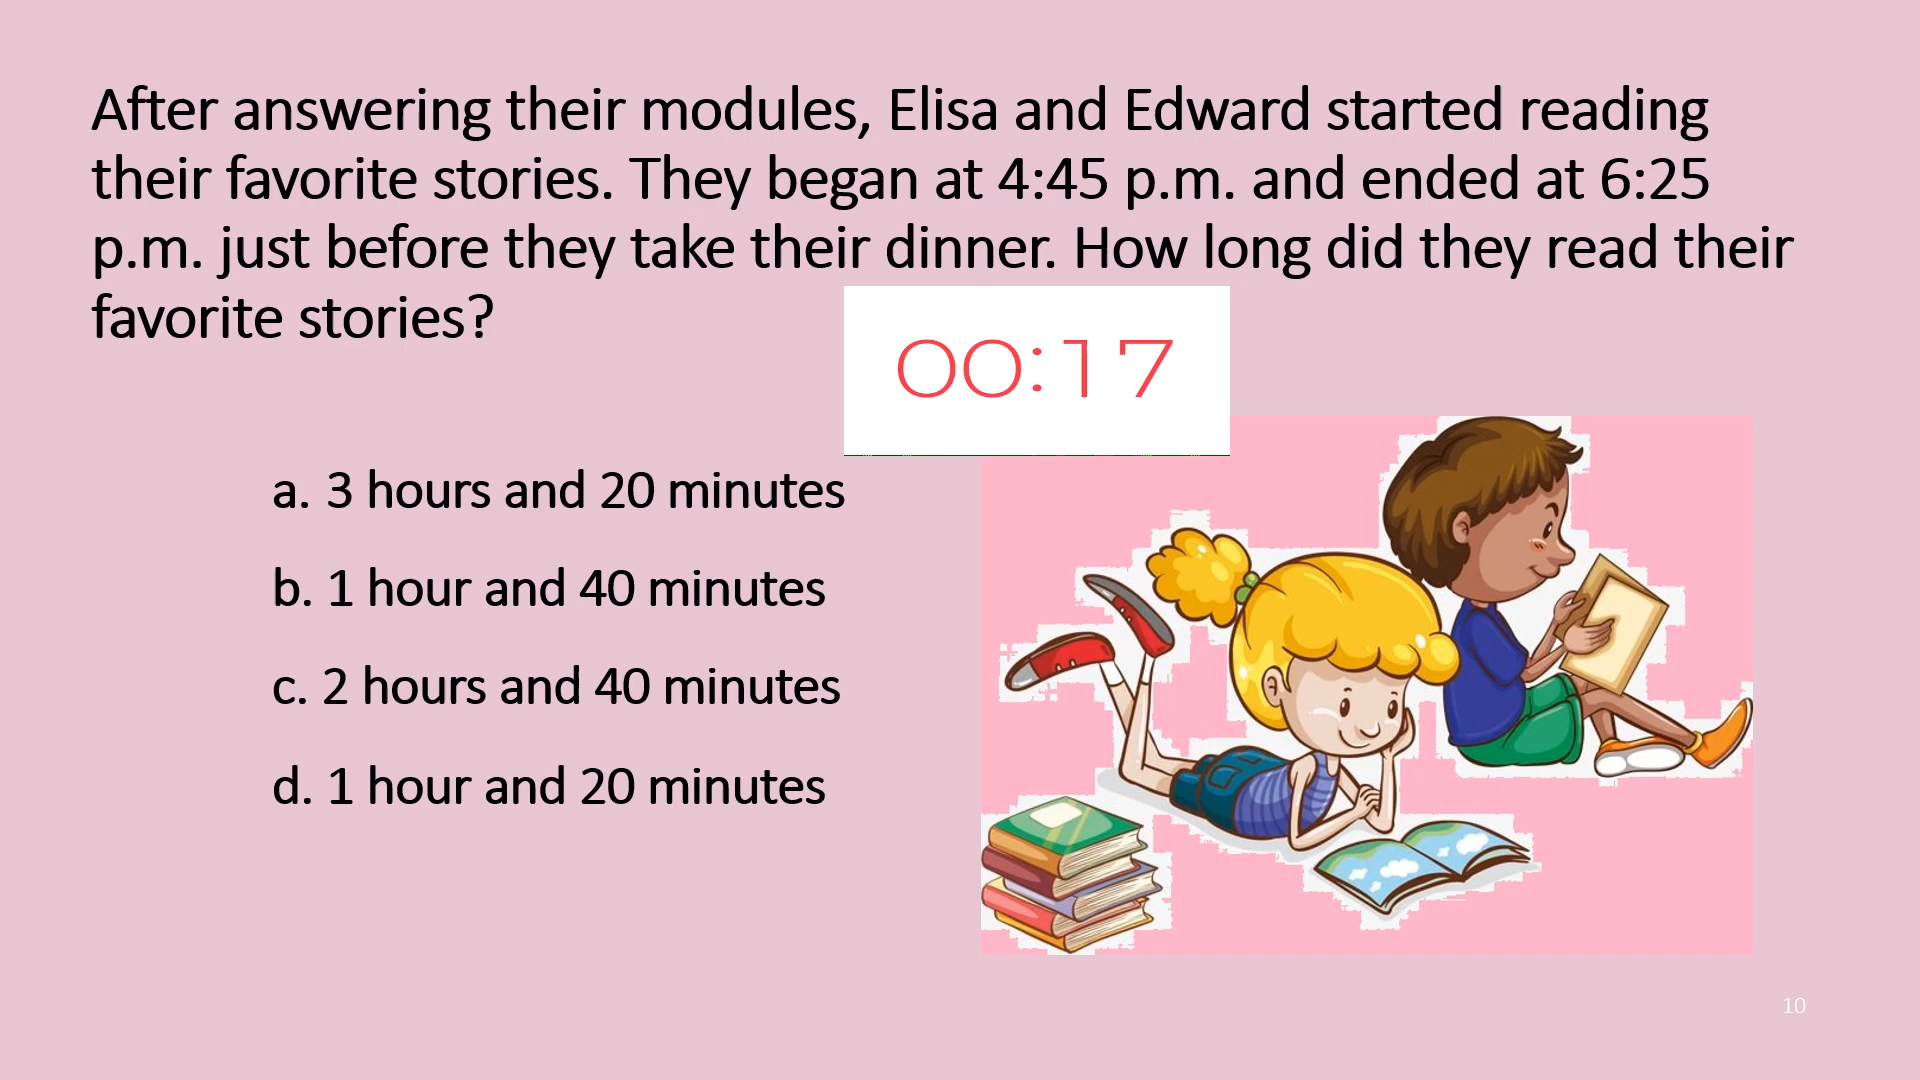 After answering their modules, Elisa and Edward started reading
their favorite stories. They began at 4:45 p.m. and ended at 6:25
p.m. just before they take their dinner. How long did they read their
favorite stories?
00:17
a. 3 hours and 20 minutes
b. 1 hour and 40 minutes
c. 2 hours and 40 minutes
d. 1 hour and 20 minutes
10